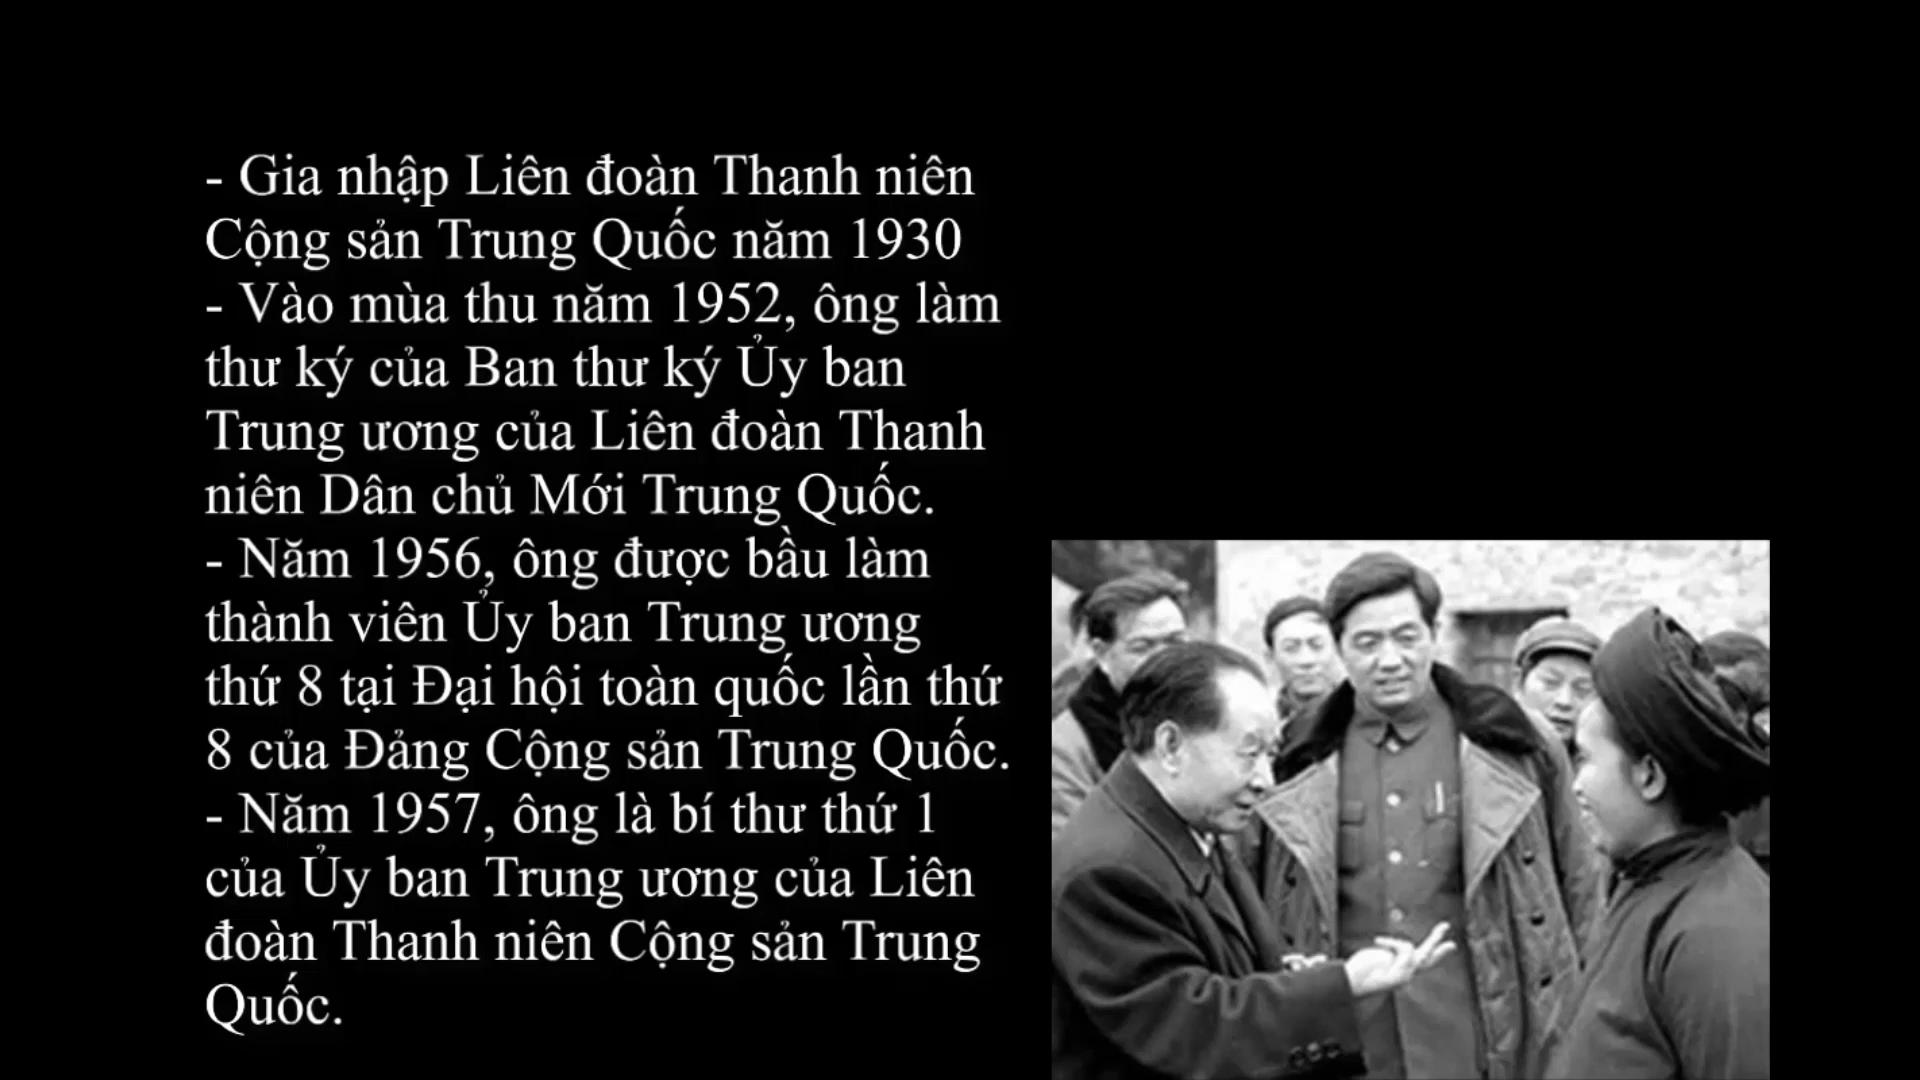 - Gia nhập Liên đoàn Thanh niên
Cộng sản Trung Quốc năm 1930
- Vào mùa thu năm 1952, ông làm
thư ký của Ban thư ký Ủy ban
Trung ương của Liên đoàn Thanh
niên Dân chủ Mới Trung Quốc.
- Năm 1956, ông được bầu làm
thành viên Ủy ban Trung ương
thứ 8 tại Đại hội toàn quốc lần thứ
8 của Đảng Cộng sản Trung Quốc.
- Năm 1957, ông là bí thư thứ 1
của Ủy ban Trung ương của Liên
đoàn Thanh niên Cộng sản Trung
Quốc.